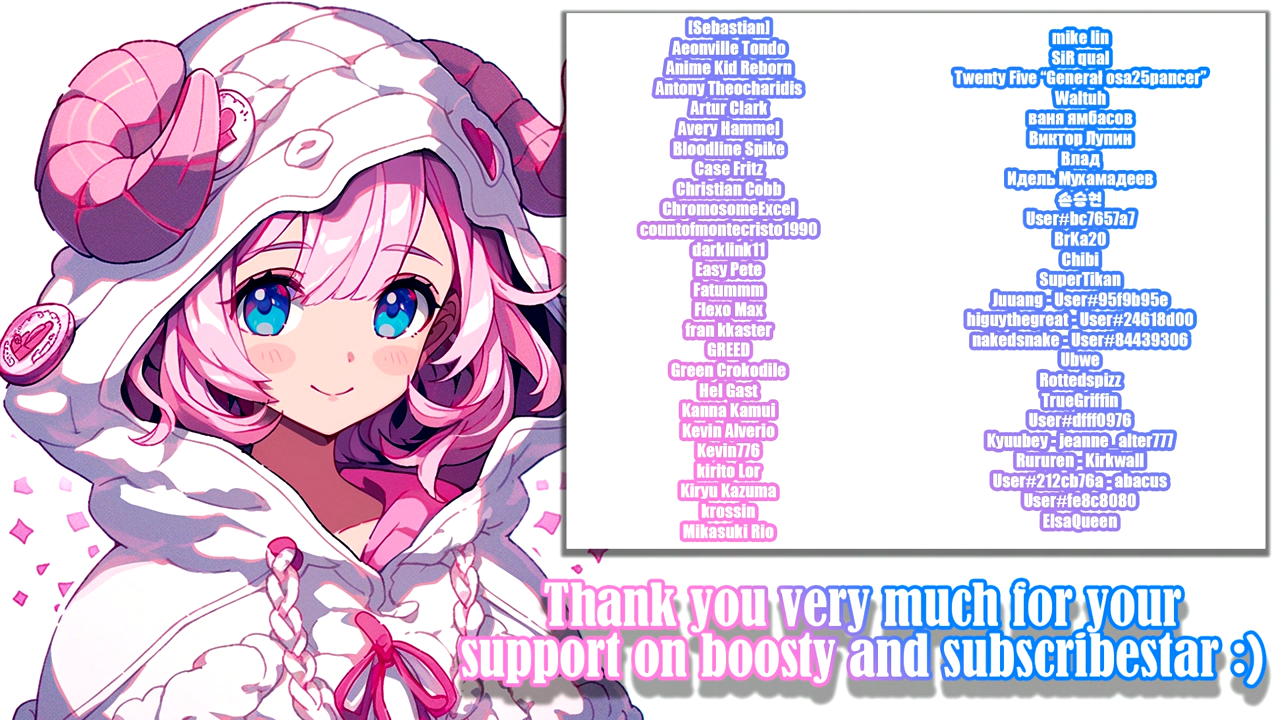 [Sebastian]
Aeonville Tondo
Anime Kid Reborn
Antony Theocharidis
Artur Clark
Avery Hammel
Bloodline Spike
Case Fritz
Christian Cobb
ChromosomeExcel
countofmontecristo1990
darklink11
Easy Pete
Fatummm
Flexo Max
fran kkaster
GREED
Green Crokodile
Hel Gast
Kanna Kamui
Kevin Alverio
Kevin776
kirito Lor
Kiryu Kazuma
krossin
Mikasuki Rio
mike lin
SiR qual
Twenty Five “General osa25pancer”
Waltuh
ваня ямбасов
Виктор Лупин
Влад
Идель Мухамадеев
손승현
User#bc7657a7
BrKa20
Chibi
SuperTikan
Juuang - User#95f9b95e
higuythegreat - User#24618d00
nakedsnake - User#84439306
Ubwe
Rottedspizz
TrueGriffin
User#dfff0976
Kyuubey - jeanne_alter777
Rururen - Kirkwall
User#212cb76a - abacus
User#fe8c8080
ElsaQueen
Thank you very much for your
support on boosty and subscribestar :)